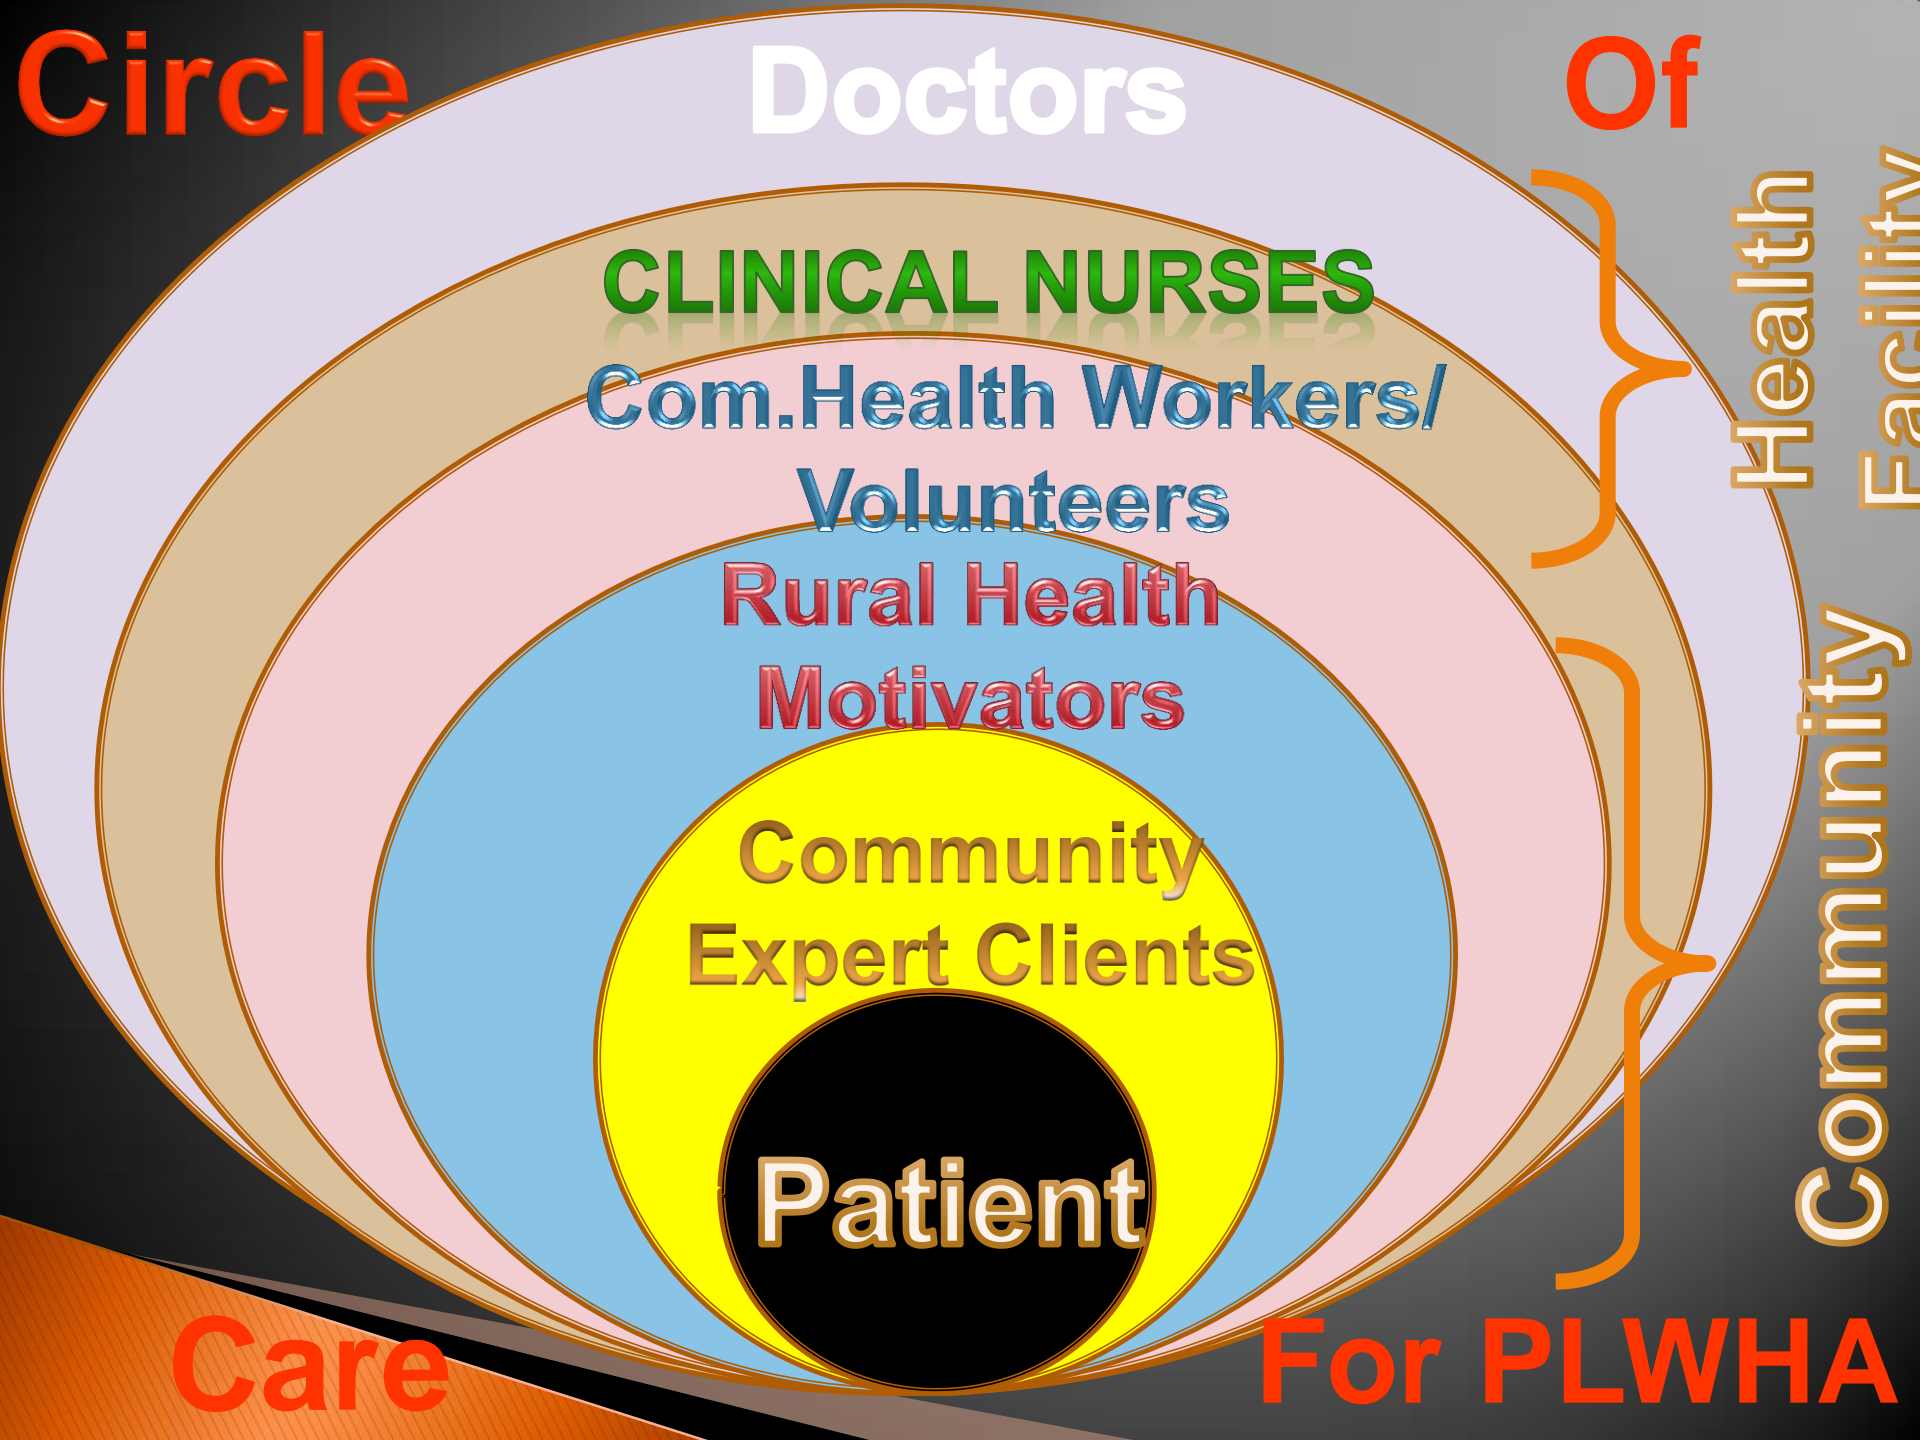 Circle
Doctors
Of
CLINICAL NURSES
Com.Health Workers/
Volunteers
Rural Health
Motivators
Community
Expert Clients
Patient
Health
Facility
Community
Care
For PLWHA